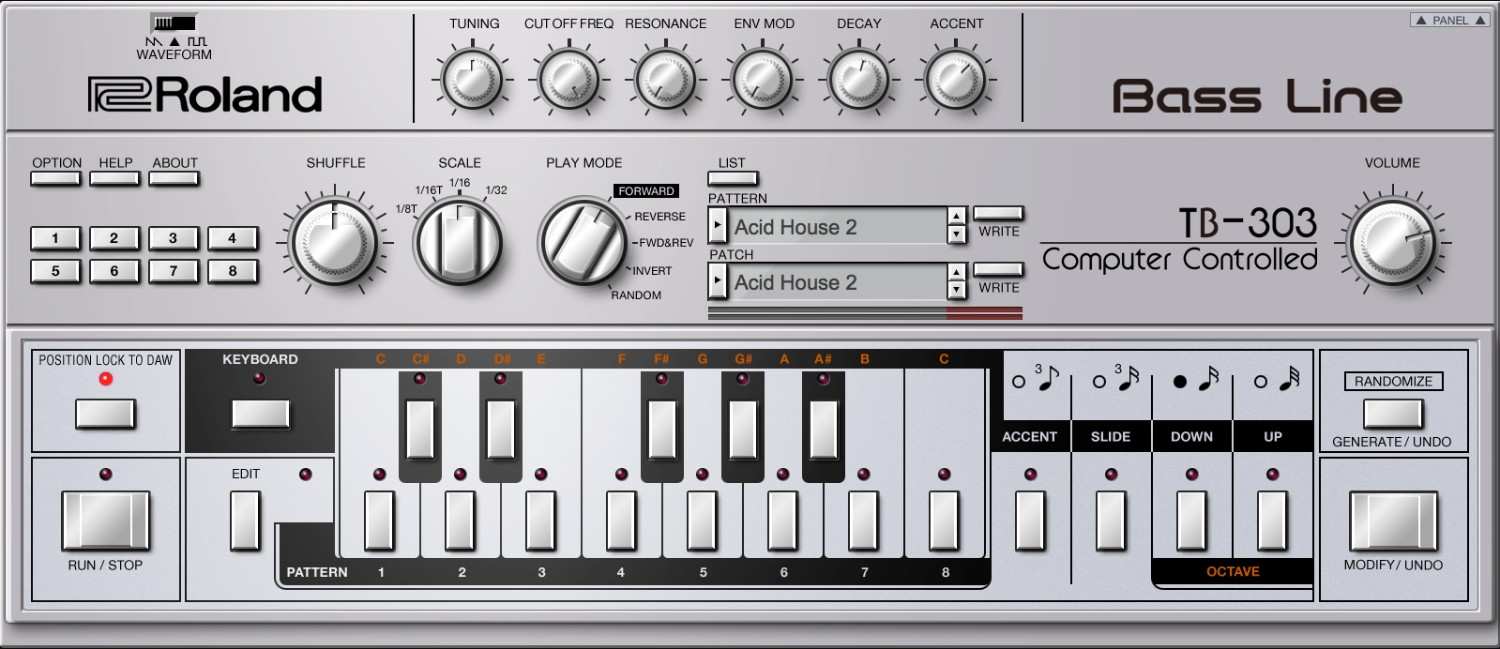 ▲ PANEL ▲
TUNING CUT OFF FREQ RESONANCE ENV MOD DECAY ACCENT
WAVEFORM
Roland
Bass Line
OPTION HELP ABOUT
SHUFFLE
SCALE
1/8T 1/16T 1/16 1/32
PLAY MODE
FORWARD
REVERSE
FWD&REV
INVERT
RANDOM
LIST
PATTERN
Acid House 2
WRITE
PATCH
Acid House 2
WRITE
VOLUME
TB-303
Computer Controlled
1 2 3 4
5 6 7 8
POSITION LOCK TO DAW
KEYBOARD
C C# D D# E F F# G G# A A# B C
3 3
ACCENT SLIDE DOWN UP
RANDOMIZE
GENERATE / UNDO
EDIT
RUN / STOP
PATTERN 1 2 3 4 5 6 7 8
OCTAVE
MODIFY / UNDO